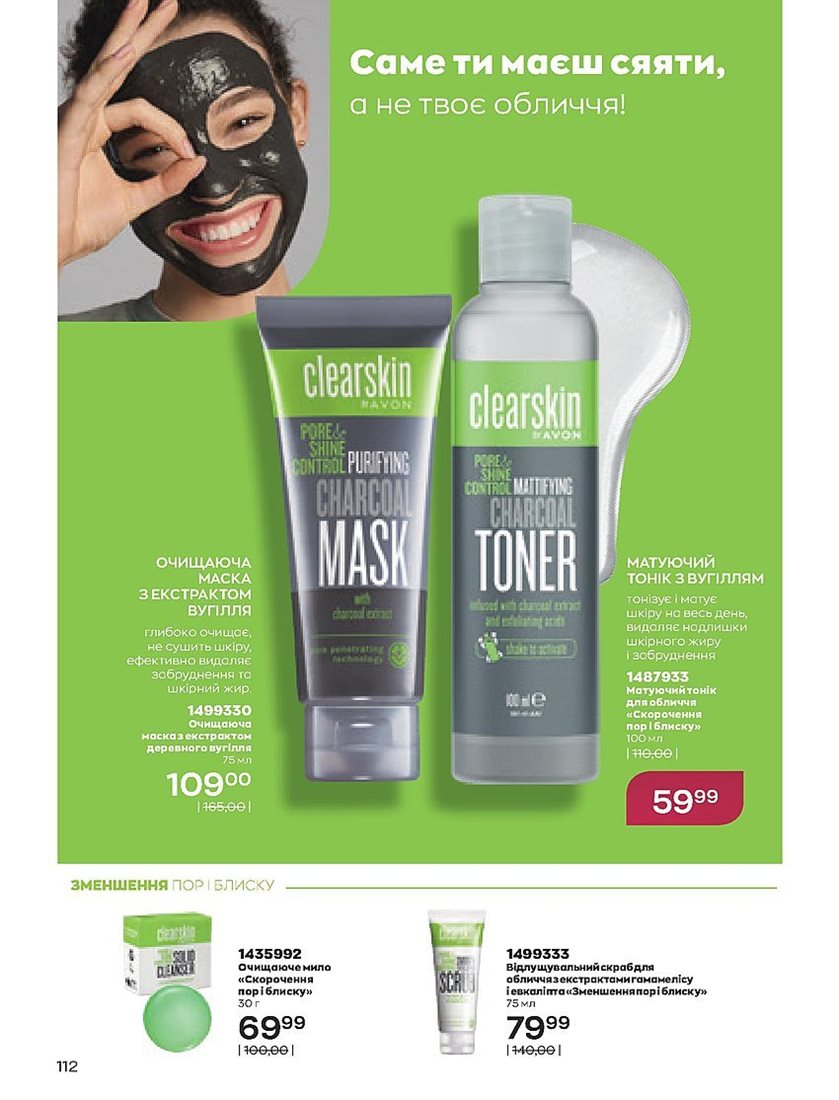 Саме ти маєш сяяти,
а не твоє обличчя!
clearskin
BY AVON
PORE &
SHINE
CONTROL PURIFYING
CHARCOAL
MASK
with
charcoal extract
pore penetrating
technology
clearskin
BY AVON
PORE &
SHINE
CONTROL MATTIFYING
CHARCOAL
TONER
infused with charcoal extract
and exfoliating acids
shake to activate
100 ml e
ОЧИЩАЮЧА
МАСКА
З ЕКСТРАКТОМ
ВУГІЛЛЯ
глибоко очищає,
не сушить шкіру,
ефективно видаляє
забруднення та
шкірний жир.
1499330
Очищаюча
маска з екстрактом
деревного вугілля
75 мл
109⁰⁰
|165,00|
МАТУЮЧИЙ
ТОНІК З ВУГІЛЛЯМ
тонізує і матує
шкіру на весь день,
видаляє надлишки
шкірного жиру
і забруднення
1487933
Матуючий тонік
для обличчя
«Скорочення
пор і блиску»
100 мл
|110,00|
59⁹⁹
ЗМЕНШЕННЯ ПОР І БЛИСКУ
clearskin
SOLID
CLEANSER
1435992
Очищаюче мило
«Скорочення
пор і блиску»
30 г
69⁹⁹
|100,00|
clearskin
SCRUB
1499333
Відлущувальний скраб для
обличчя з екстрактами гамамелісу
і евкаліпта «Зменшення пор і блиску»
75 мл
79⁹⁹
|140,00|
112